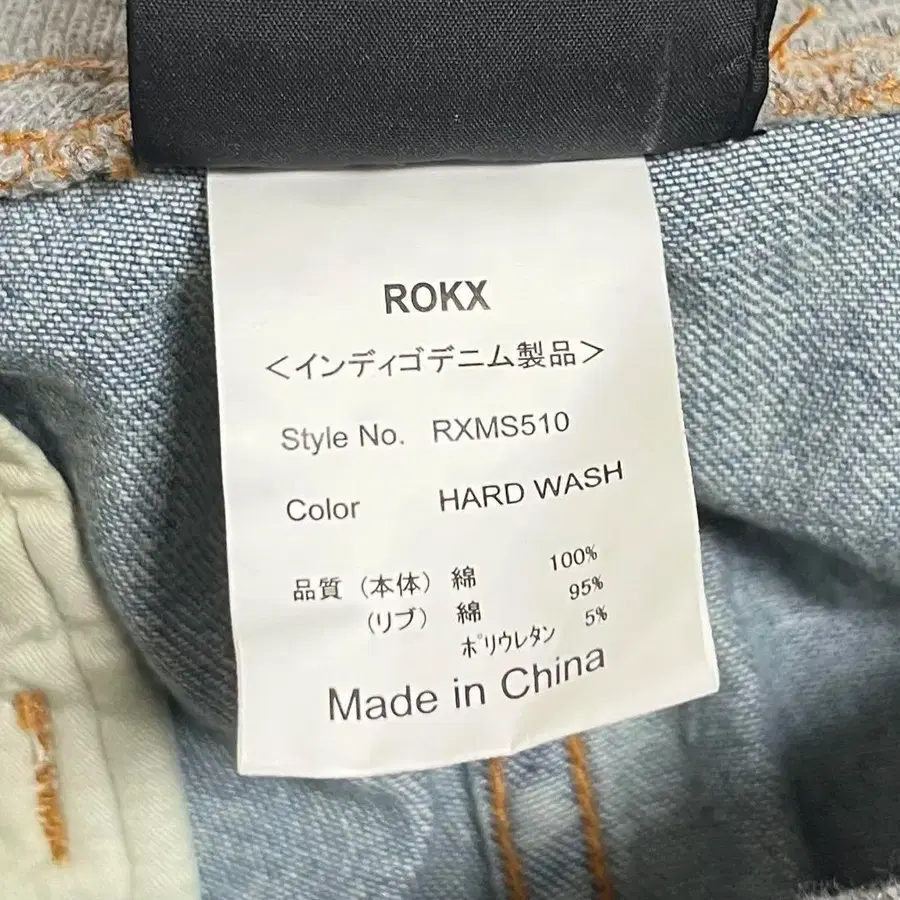 ROKX
＜インディゴデニム製品＞
Style No. RXMS510
Color HARD WASH
品質（本体）綿 100%
（リブ）綿 95%
ﾎﾟﾘｳﾚﾀﾝ 5%
Made in China